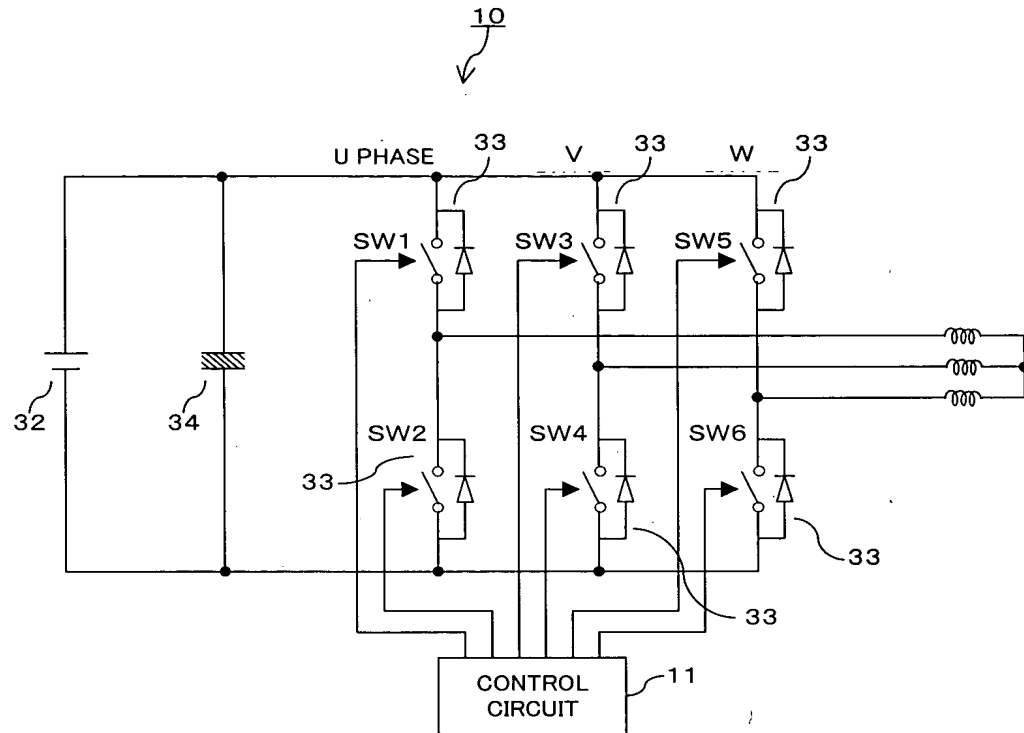 10
U PHASE 33 V 33 W 33
SW1 SW3 SW5
32 34
SW2 SW4 SW6
33
33
33
CONTROL
CIRCUIT
11